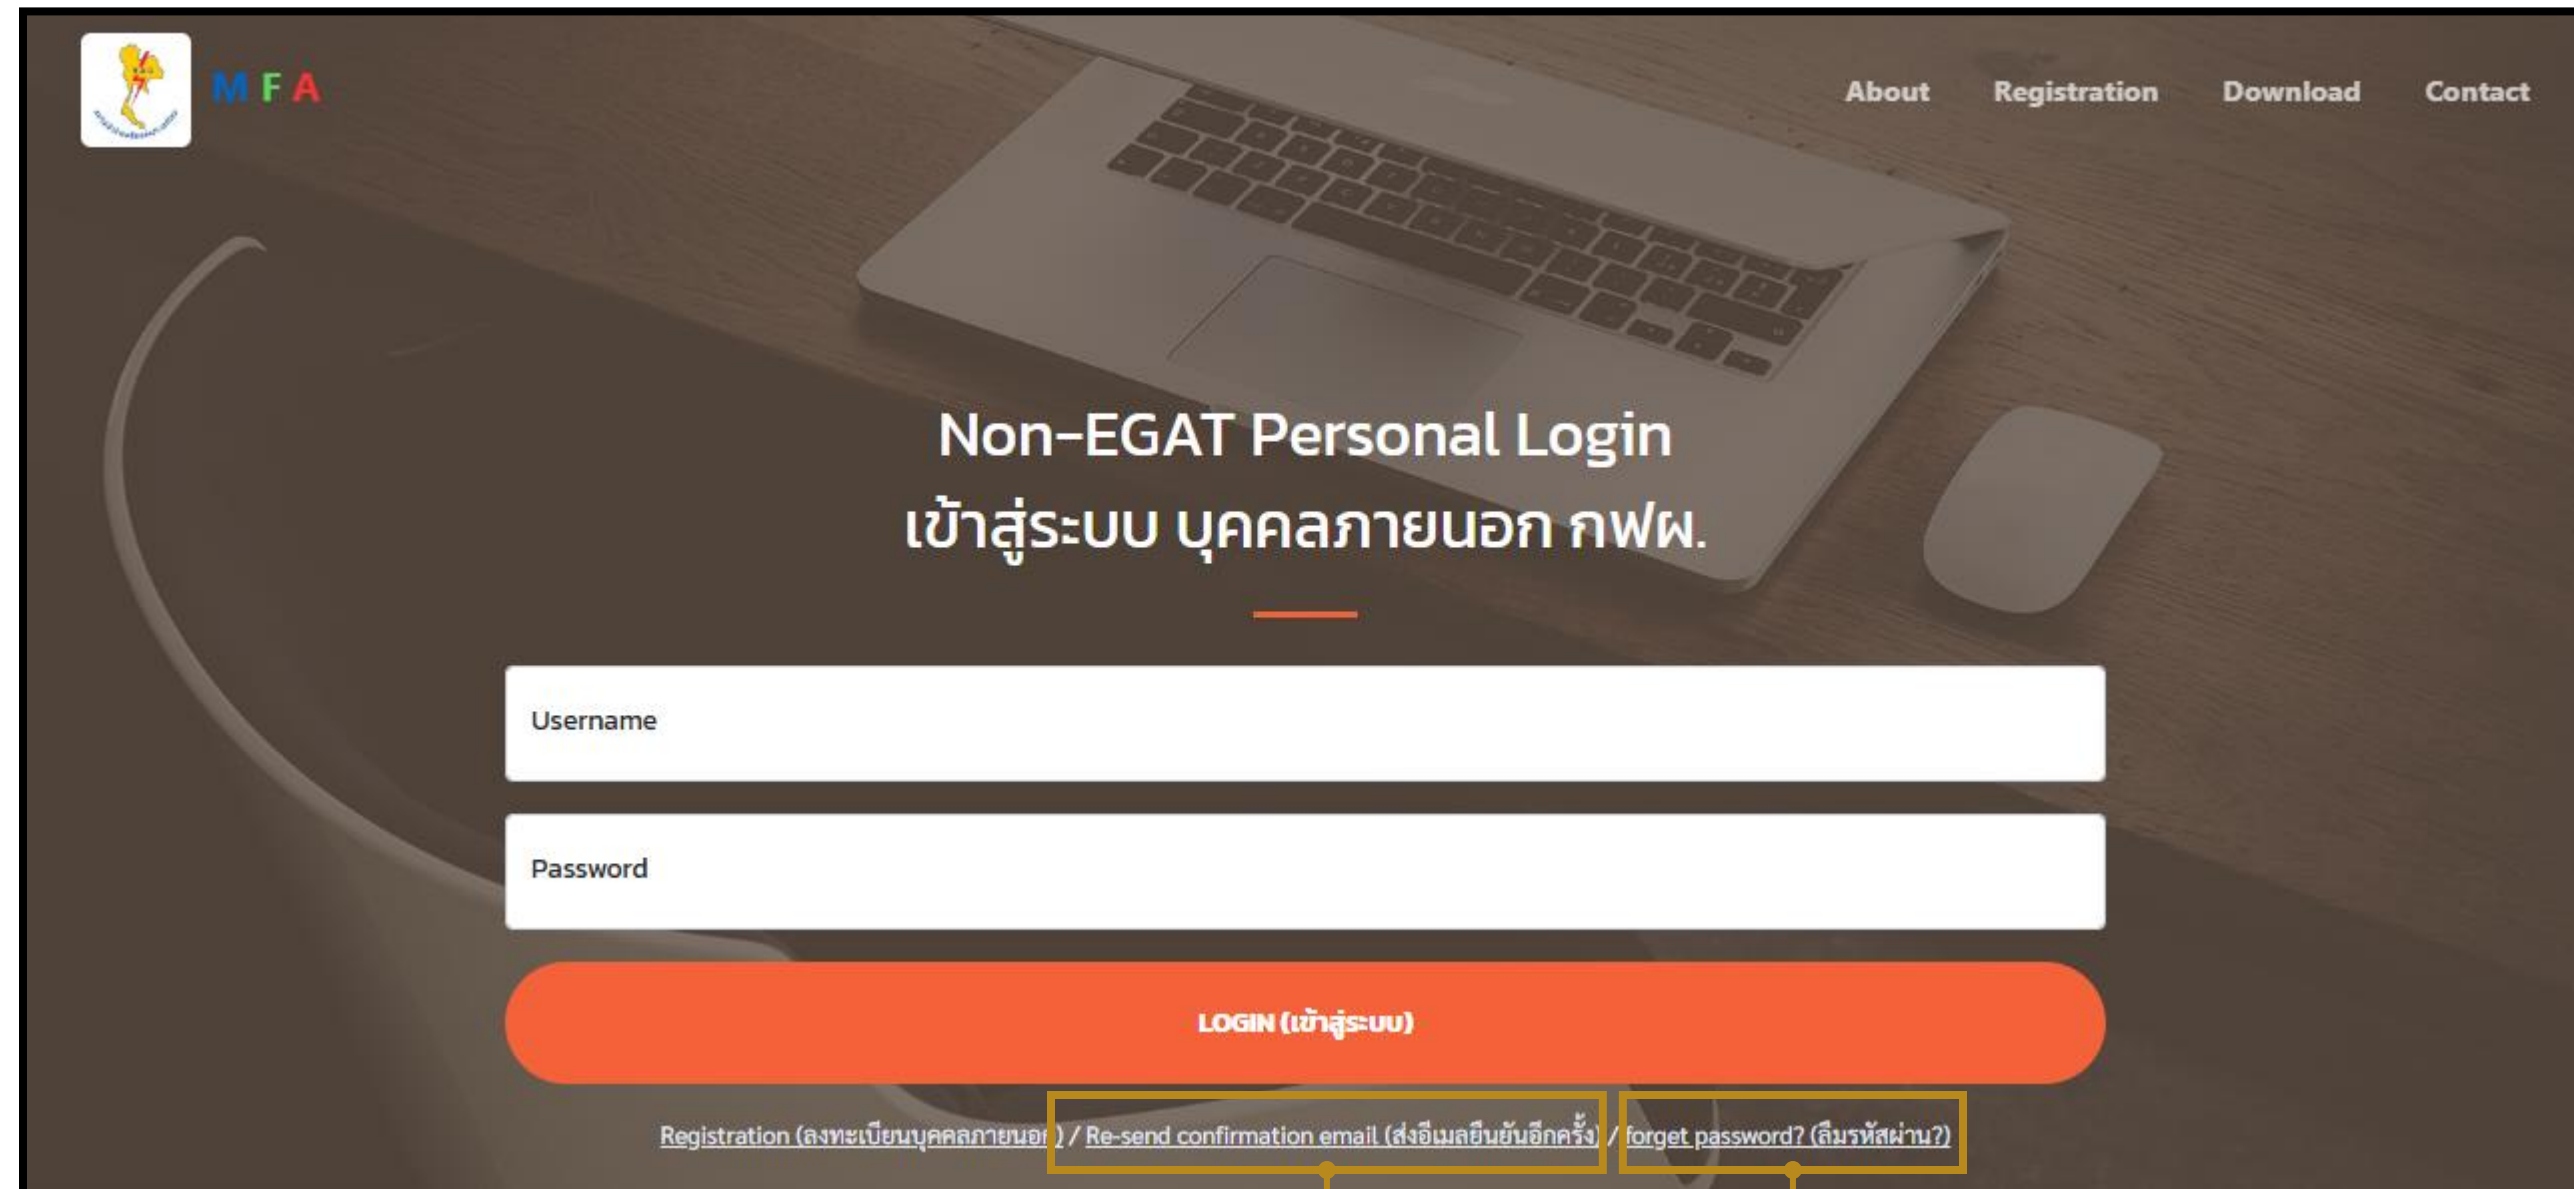 MFA
About Registration Download Contact
Non-EGAT Personal Login
เข้าสู่ระบบ บุคคลภายนอก กฟผ.
Username
Password
LOGIN (เข้าสู่ระบบ)
Registration (ลงทะเบียนบุคคลภายนอก) / Re-send confirmation email (ส่งอีเมลยืนยันอีกครั้ง) / forget password? (ลืมรหัสผ่าน?)